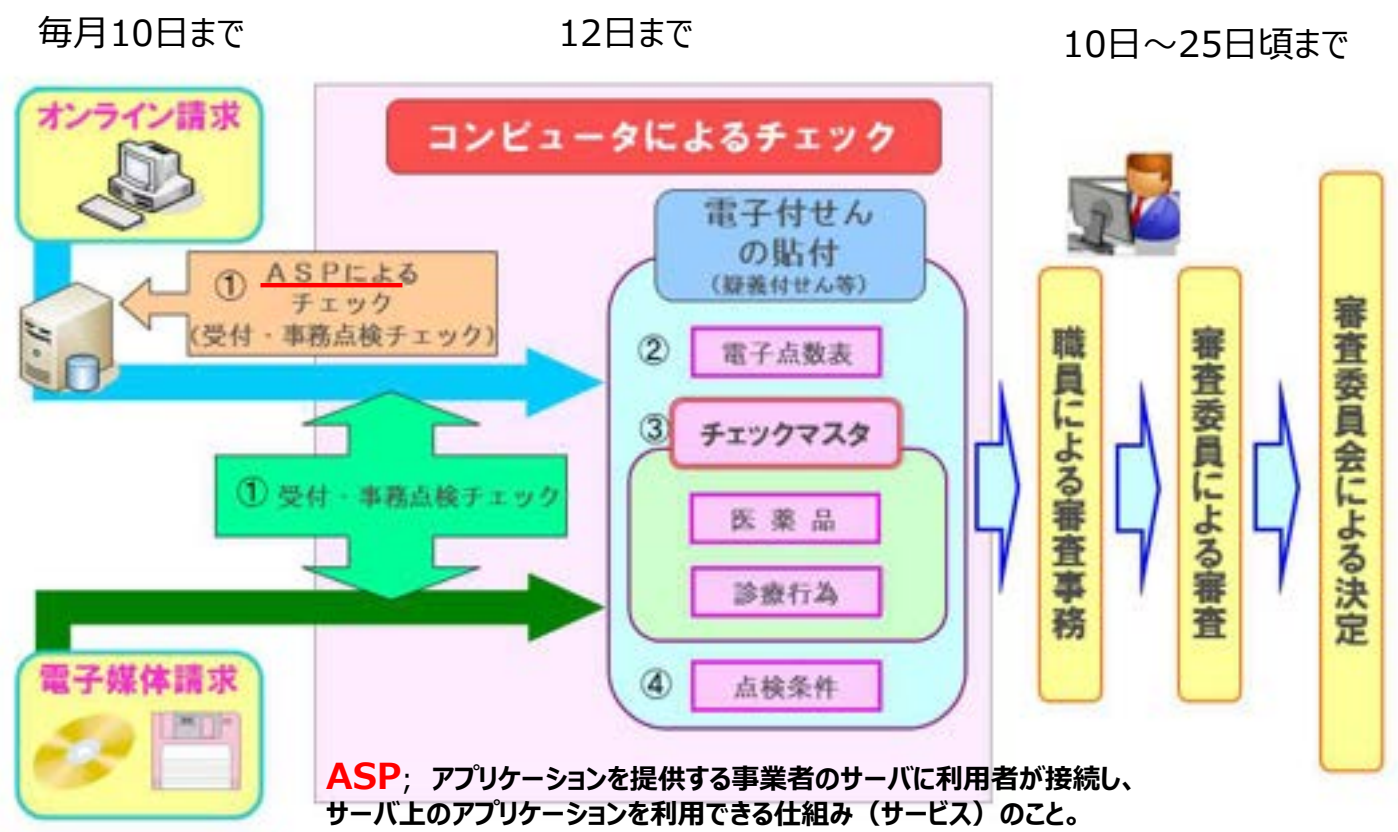 毎月10日まで
12日まで
10日～25日頃まで
オンライン請求
コンピュータによるチェック
電子付せん
の貼付
（疑義付せん等）
① ＡＳＰによる
チェック
(受付・事務点検チェック)
② 電子点数表
③ チェックマスタ
① 受付・事務点検チェック
医薬品
診療行為
④ 点検条件
電子媒体請求
職員による審査事務
審査委員による審査
審査委員会による決定
ASP; アプリケーションを提供する事業者のサーバに利用者が接続し、
サーバ上のアプリケーションを利用できる仕組み（サービス）のこと。